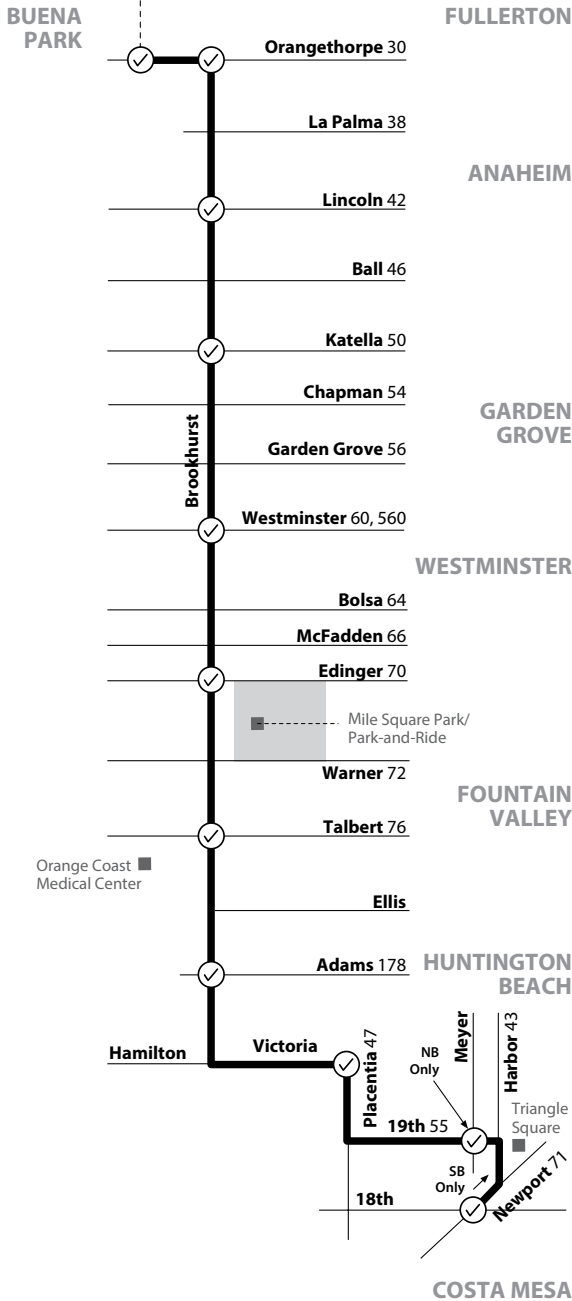 BUENA
PARK
FULLERTON
Orangethorpe 30
La Palma 38
ANAHEIM
Lincoln 42
Ball 46
Katella 50
Chapman 54
GARDEN
GROVE
Brookhurst
Garden Grove 56
Westminster 60, 560
WESTMINSTER
Bolsa 64
McFadden 66
Edinger 70
Mile Square Park/
Park-and-Ride
Warner 72
FOUNTAIN
VALLEY
Talbert 76
Orange Coast
Medical Center
Ellis
Adams 178
HUNTINGTON
BEACH
Hamilton
Victoria
Placentia 47
NB
Only
Meyer
Harbor 43
Triangle
Square
19th 55
SB
Only
Newport 71
18th
COSTA MESA